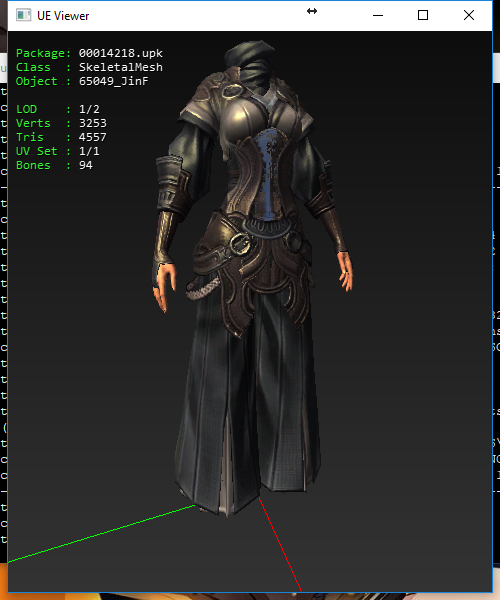 UE Viewer
Package: 00014218.upk
Class : SkeletalMesh
Object : 65049_JinF
LOD : 1/2
Verts : 3253
Tris : 4557
UV Set : 1/1
Bones : 94